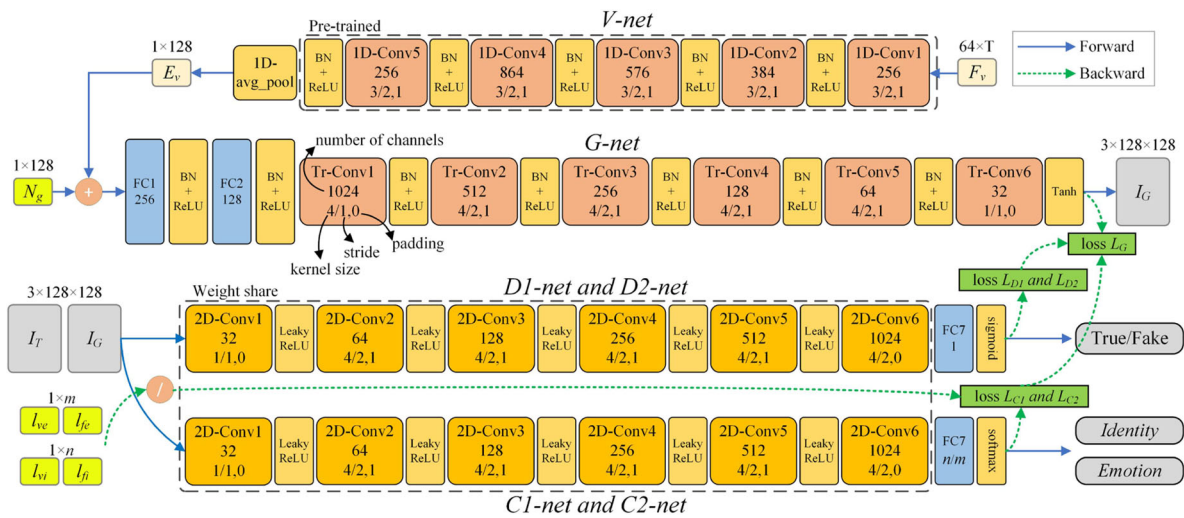 V-net
Pre-trained
1×128
E_v
1D-
avg_pool
BN
+
ReLU
1D-Conv5
256
3/2,1
BN
+
ReLU
1D-Conv4
864
3/2,1
BN
+
ReLU
1D-Conv3
576
3/2,1
BN
+
ReLU
1D-Conv2
384
3/2,1
BN
+
ReLU
1D-Conv1
256
3/2,1
64×T
F_v
Forward
Backward
G-net
number of channels
1×128
N_g
+
FC1
256
BN
+
ReLU
FC2
128
BN
+
ReLU
Tr-Conv1
1024
4/1,0
BN
+
ReLU
Tr-Conv2
512
4/2,1
BN
+
ReLU
Tr-Conv3
256
4/2,1
BN
+
ReLU
Tr-Conv4
128
4/2,1
BN
+
ReLU
Tr-Conv5
64
4/2,1
BN
+
ReLU
Tr-Conv6
32
1/1,0
Tanh
3×128×128
I_G
padding
stride
kernel size
loss L_G
loss L_D1 and L_D2
Weight share
D1-net and D2-net
3×128×128
I_T
I_G
2D-Conv1
32
1/1,0
Leaky
ReLU
2D-Conv2
64
4/2,1
Leaky
ReLU
2D-Conv3
128
4/2,1
Leaky
ReLU
2D-Conv4
256
4/2,1
Leaky
ReLU
2D-Conv5
512
4/2,1
Leaky
ReLU
2D-Conv6
1024
4/2,0
FC7
1
sigmoid
True/Fake
/
loss L_C1 and L_C2
1×m
l_ve
l_fe
1×n
l_vi
l_fi
2D-Conv1
32
1/1,0
Leaky
ReLU
2D-Conv2
64
4/2,1
Leaky
ReLU
2D-Conv3
128
4/2,1
Leaky
ReLU
2D-Conv4
256
4/2,1
Leaky
ReLU
2D-Conv5
512
4/2,1
Leaky
ReLU
2D-Conv6
1024
4/2,0
FC7
n/m
softmax
Identity
Emotion
C1-net and C2-net